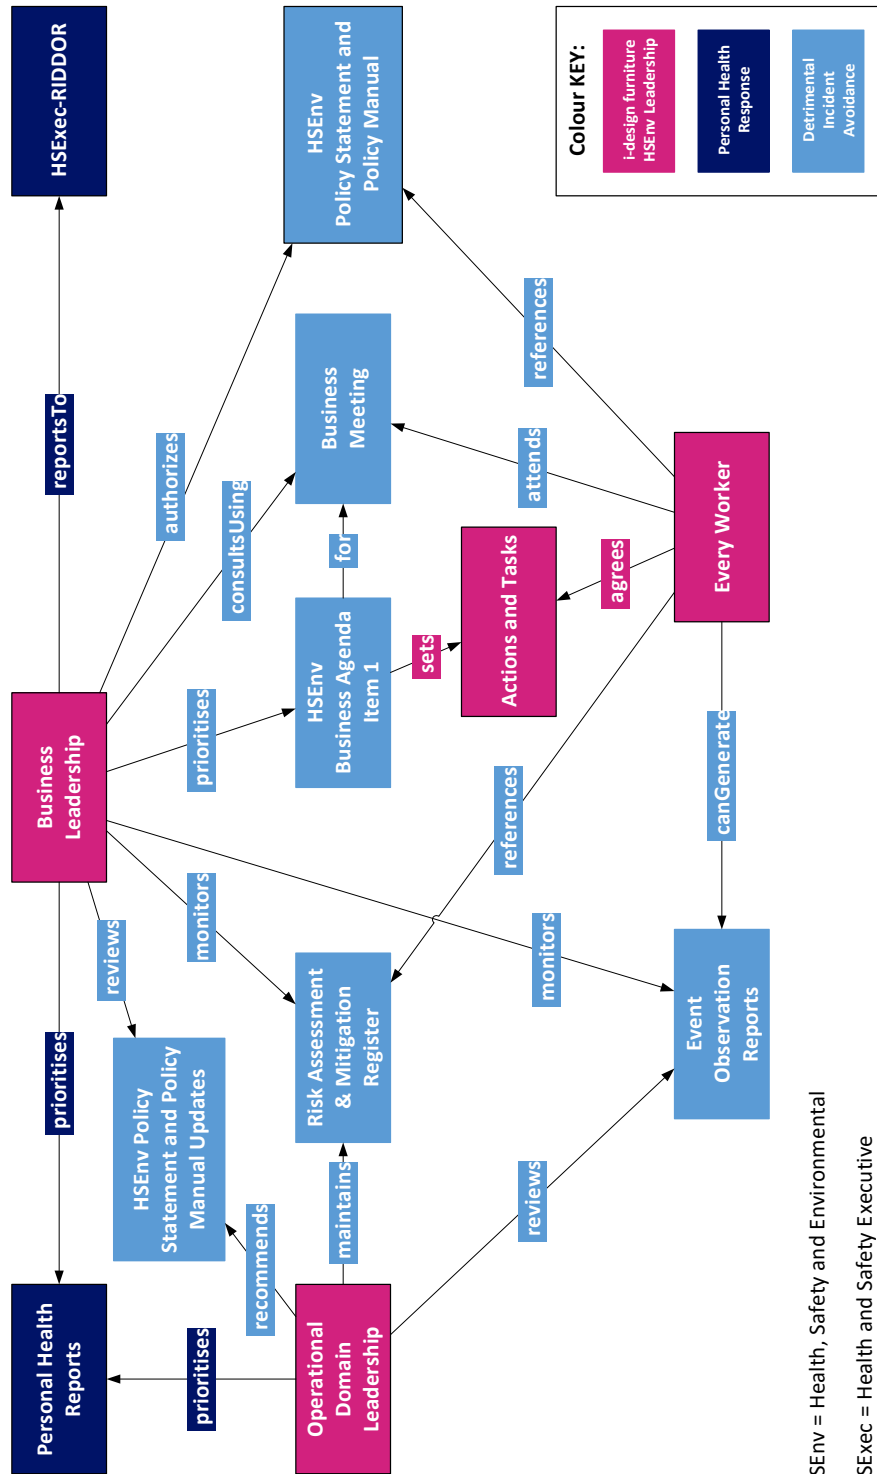 Personal Health
Reports
prioritises
Business
Leadership
reportsTo
HSExec-RIDDOR
prioritises
recommends
HSEnv Policy
Statement and Policy
Manual Updates
reviews
monitors
prioritises
consultsUsing
authorizes
Operational
Domain
Leadership
maintains
Risk Assessment
& Mitigation
Register
HSEnv
Business Agenda
Item 1
for
Business
Meeting
HSEnv
Policy Statement and
Policy Manual
sets
Actions and Tasks
reviews
monitors
references
agrees
attends
references
Event
Observation
Reports
canGenerate
Every Worker
Colour KEY:
i-design furniture
HSEnv Leadership
Personal Health
Response
Detrimental
Incident
Avoidance
SEnv = Health, Safety and Environmental
SExec = Health and Safety Executive